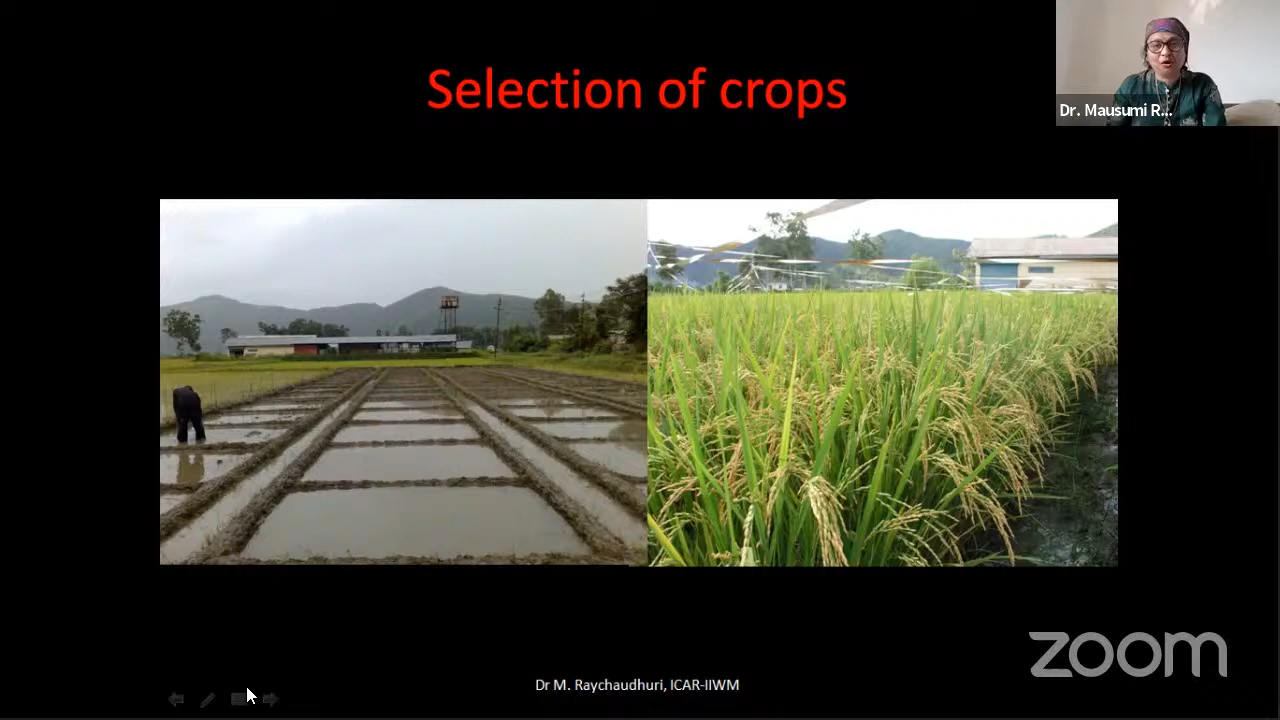 Selection of crops
Dr. Mausumi R...
zoom
Dr M. Raychaudhuri, ICAR-IIWM